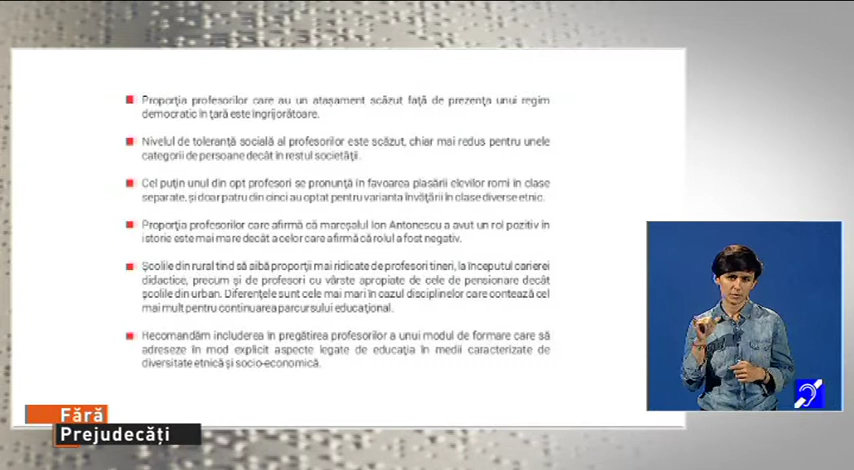 Proporția profesorilor care au un atașament scăzut față de prezența unui regim
democratic în țară este îngrijorătoare.
Nivelul de toleranță socială al profesorilor este scăzut, chiar mai redus pentru unele
categorii de persoane decât în restul societății.
Cel puțin unul din opt profesori se pronunță în favoarea plasării elevilor romi în clase
separate, și doar patru din cinci au optat pentru varianta învățării în clase diverse etnic.
Proporția profesorilor care afirmă că mareșalul Ion Antonescu a avut un rol pozitiv în
istorie este mai mare decât a celor care afirmă că rolul a fost negativ.
Școlile din rural tind să aibă proporții mai ridicate de profesori tineri, la începutul carierei
didactice, precum și de profesori cu vârste apropiate de cele de pensionare decât
școlile din urban. Diferențele sunt cele mai mari în cazul disciplinelor care contează cel
mai mult pentru continuarea parcursului educațional.
Recomandăm includerea în pregătirea profesorilor a unui modul de formare care să
adreseze în mod explicit aspecte legate de educația în medii caracterizate de
diversitate etnică și socio-economică.
Fără
Prejudecăți